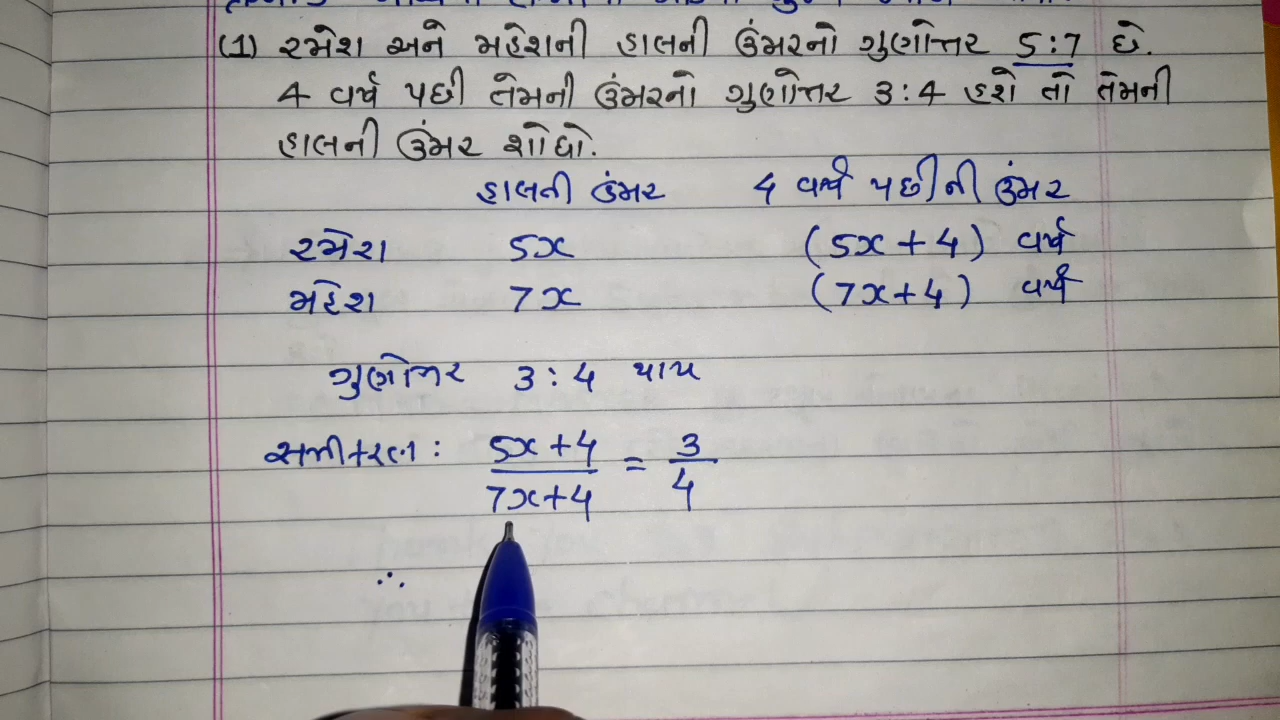 (1) રમેશ અને મહેશની હાલની ઉંમરનો ગુણોત્તર 5:7 છે.
4 વર્ષ પછી તેમની ઉંમરનો ગુણોત્તર 3:4 હશે તો તેમની
હાલની ઉંમર શોધો.
હાલની ઉંમર 4 વર્ષ પછીની ઉંમર
રમેશ 5x (5x + 4) વર્ષ
મહેશ 7x (7x+4) વર્ષ
ગુણોત્તર 3 : 4 થાય
સમીકરણ : 5x+4 / 7x+4 = 3 / 4
∴